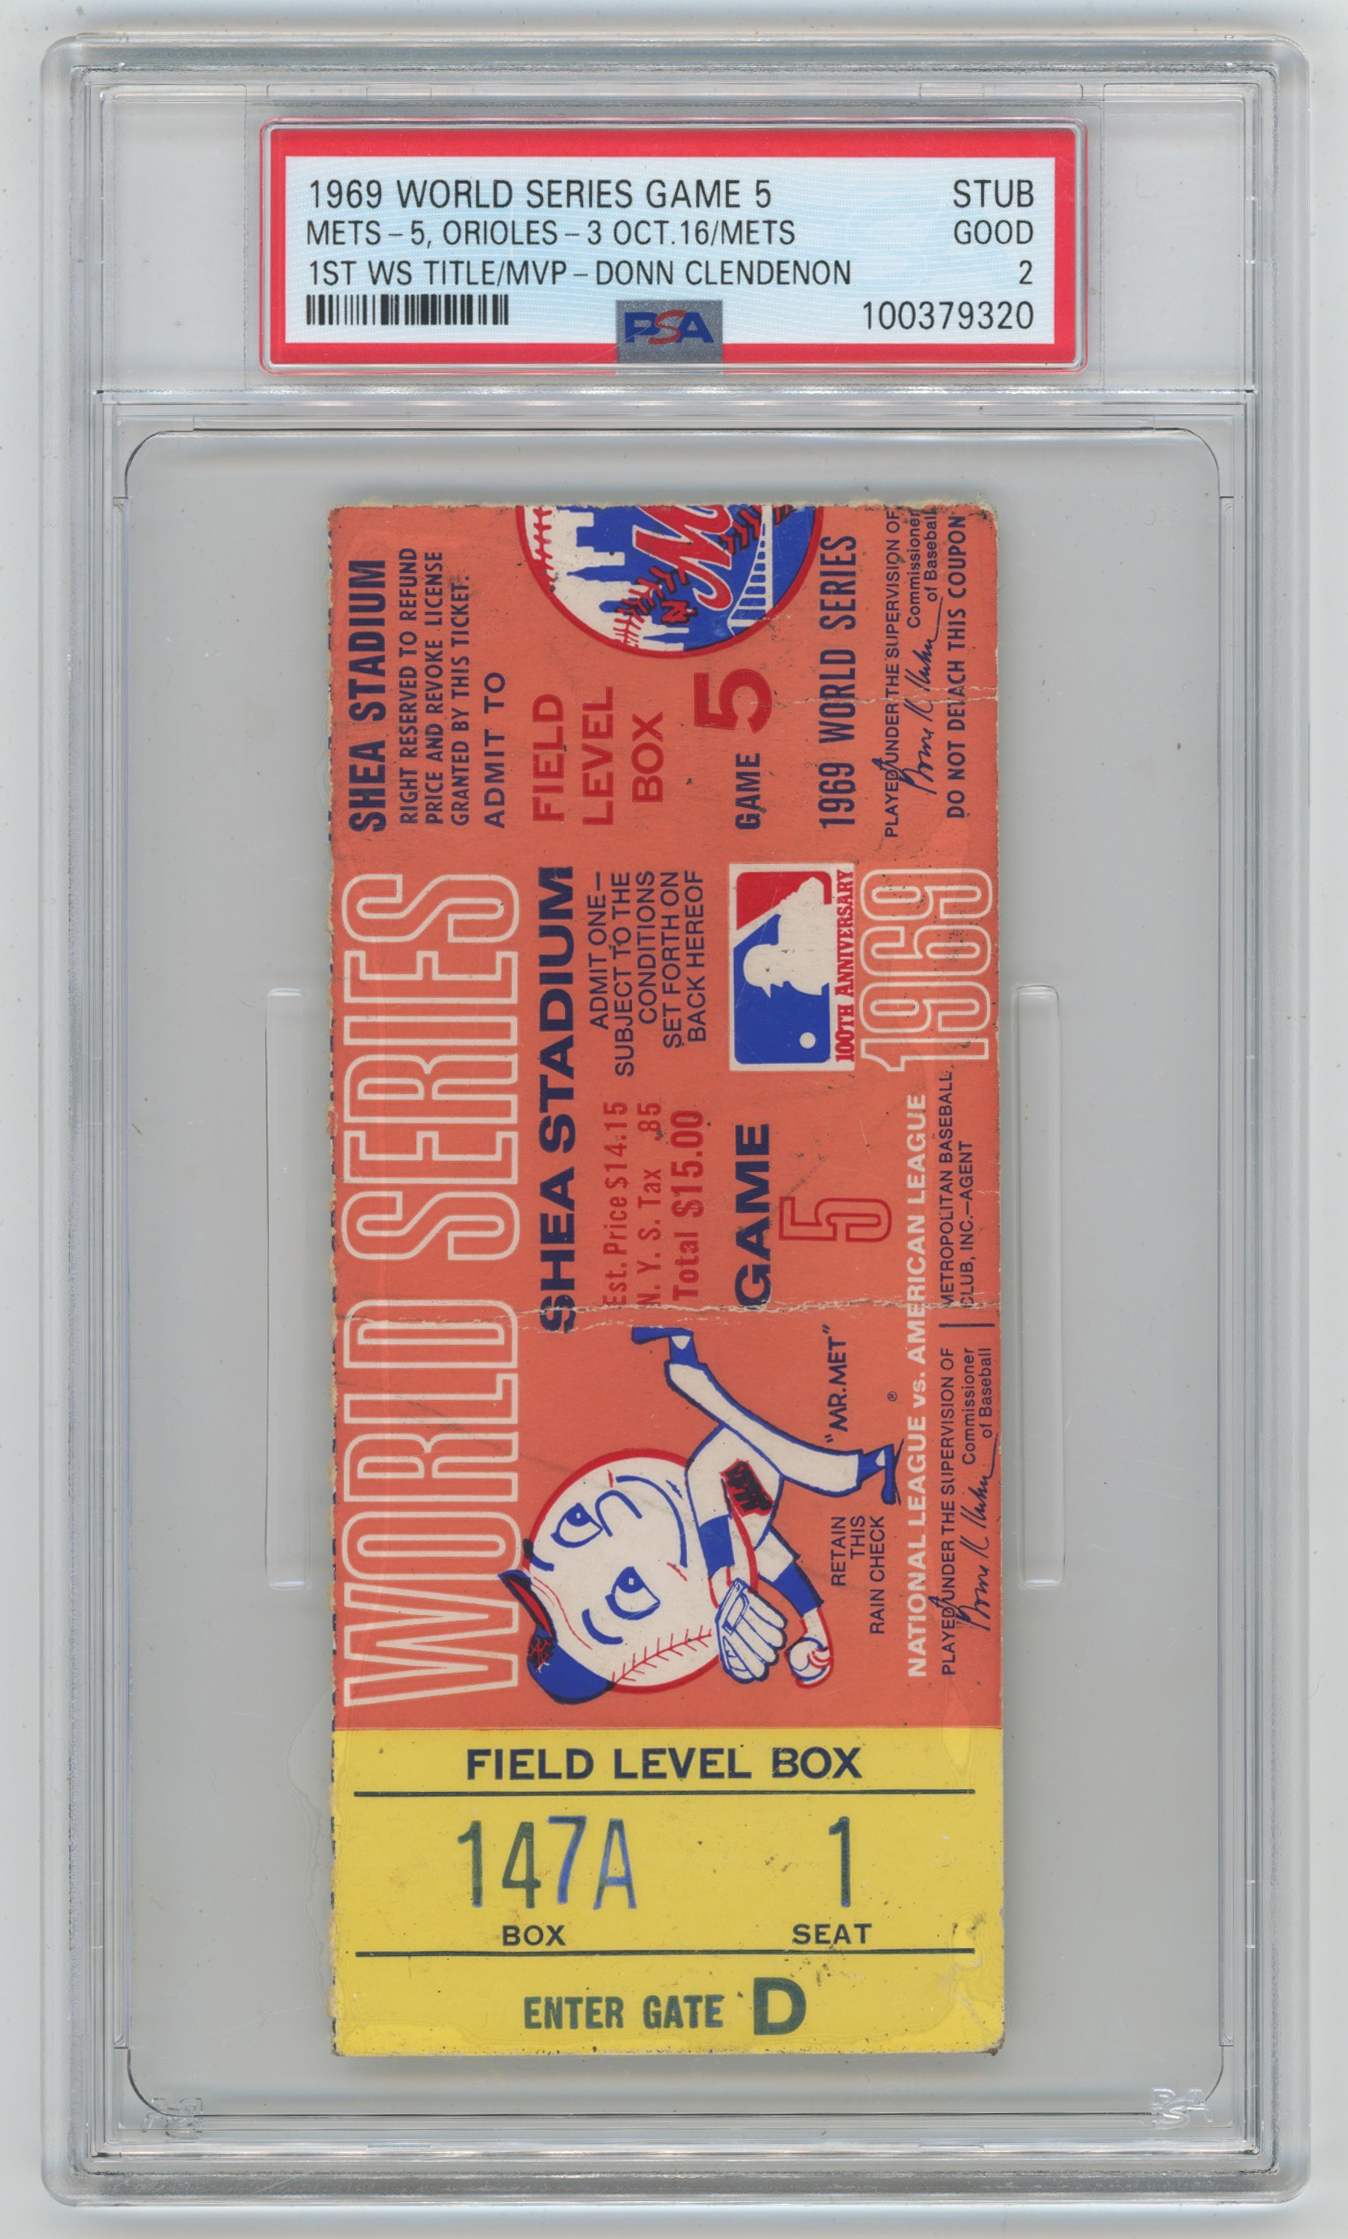 1969 WORLD SERIES GAME 5 STUB
METS – 5, ORIOLES – 3 OCT.16/METS GOOD
1ST WS TITLE/MVP – DONN CLENDENON 2
100379320
PSA
SHEA STADIUM
RIGHT RESERVED TO REFUND
PRICE AND REVOKE LICENSE
GRANTED BY THIS TICKET.
ADMIT TO
FIELD
LEVEL
BOX
GAME 5
1969 WORLD SERIES
PLAYED UNDER THE SUPERVISION OF
Bowie K. Kuhn Commissioner
of Baseball
DO NOT DETACH THIS COUPON
WORLD SERIES
SHEA STADIUM
ADMIT ONE—
SUBJECT TO THE
CONDITIONS
SET FORTH ON
BACK HEREOF
Est. Price $14.15
N. Y. S. Tax .85
Total $15.00
GAME
5
100TH ANNIVERSARY
1969
"MR.MET"
®
RETAIN
THIS
RAIN CHECK
NATIONAL LEAGUE vs. AMERICAN LEAGUE
PLAYED UNDER THE SUPERVISION OF
Bowie K. Kuhn Commissioner
of Baseball
METROPOLITAN BASEBALL
CLUB, INC.—AGENT
FIELD LEVEL BOX
147A 1
BOX SEAT
ENTER GATE D
PSA